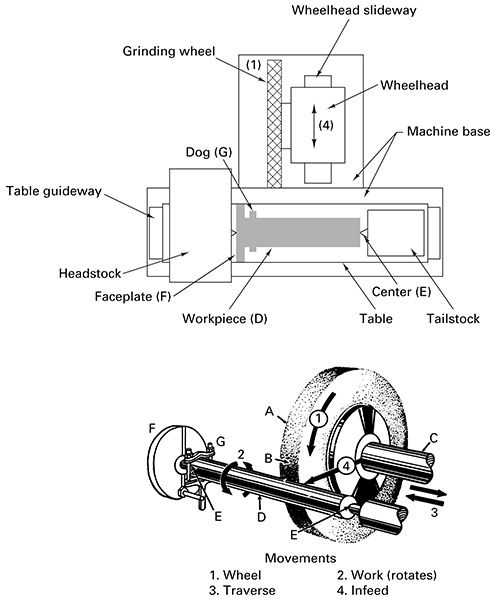 Wheelhead slideway
Grinding wheel
(1)
Wheelhead
(4)
Dog (G)
Machine base
Table guideway
Headstock
Center (E)
Faceplate (F)
Workpiece (D)
Table
Tailstock
A
1
F
G
C
2
B
4
E
D
E
3
Movements
1. Wheel 2. Work (rotates)
3. Traverse 4. Infeed